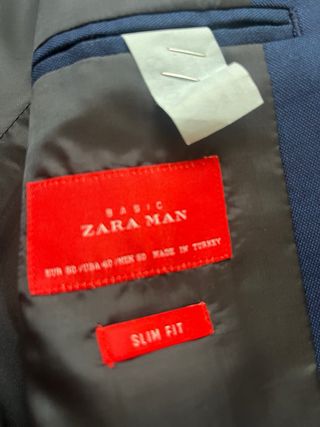 BASIC
ZARA MAN
EUR 50/USA 40/MEX 50 MADE IN TURKEY
SLIM FIT